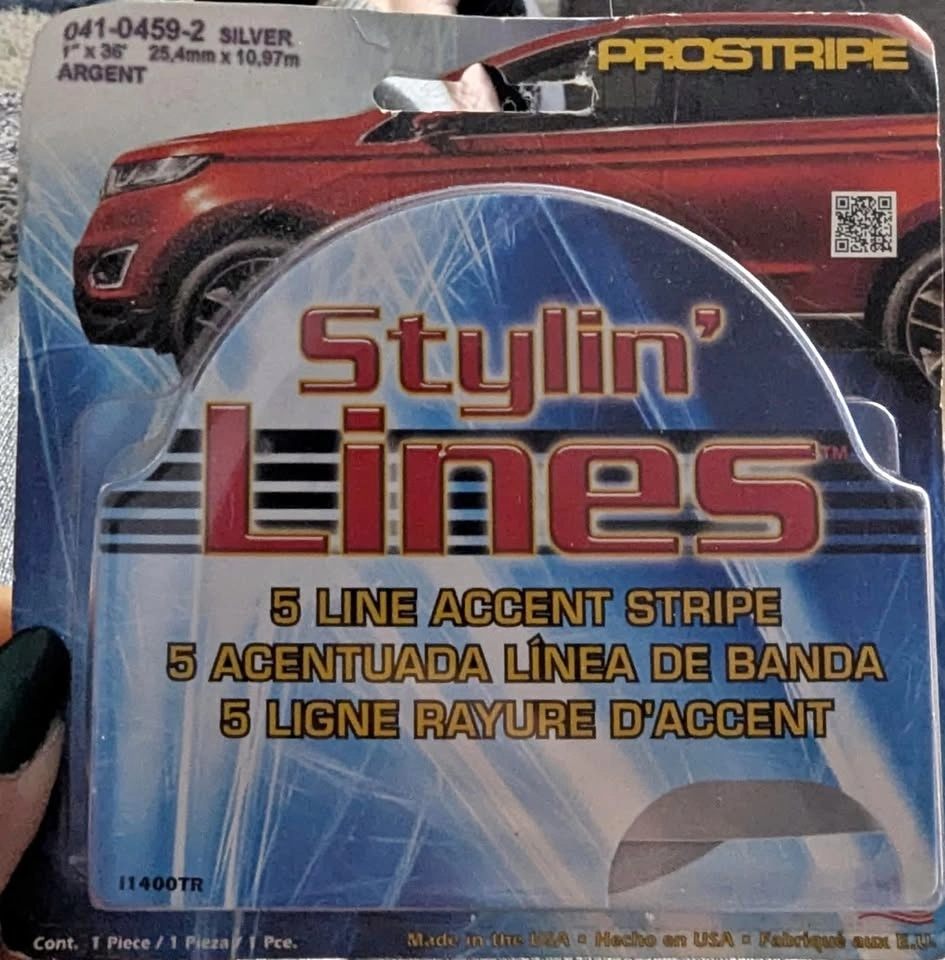 041-0459-2 SILVER
1" x 36' 25,4mm x 10,97m
ARGENT
PROSTRIPE
Stylin'
Lines™
5 LINE ACCENT STRIPE
5 ACENTUADA LÍNEA DE BANDA
5 LIGNE RAYURE D'ACCENT
I1400TR
Cont. 1 Piece / 1 Pieza / 1 Pce.
Made in the USA ▪ Hecho en USA ▪ Fabriqué aux E.U.